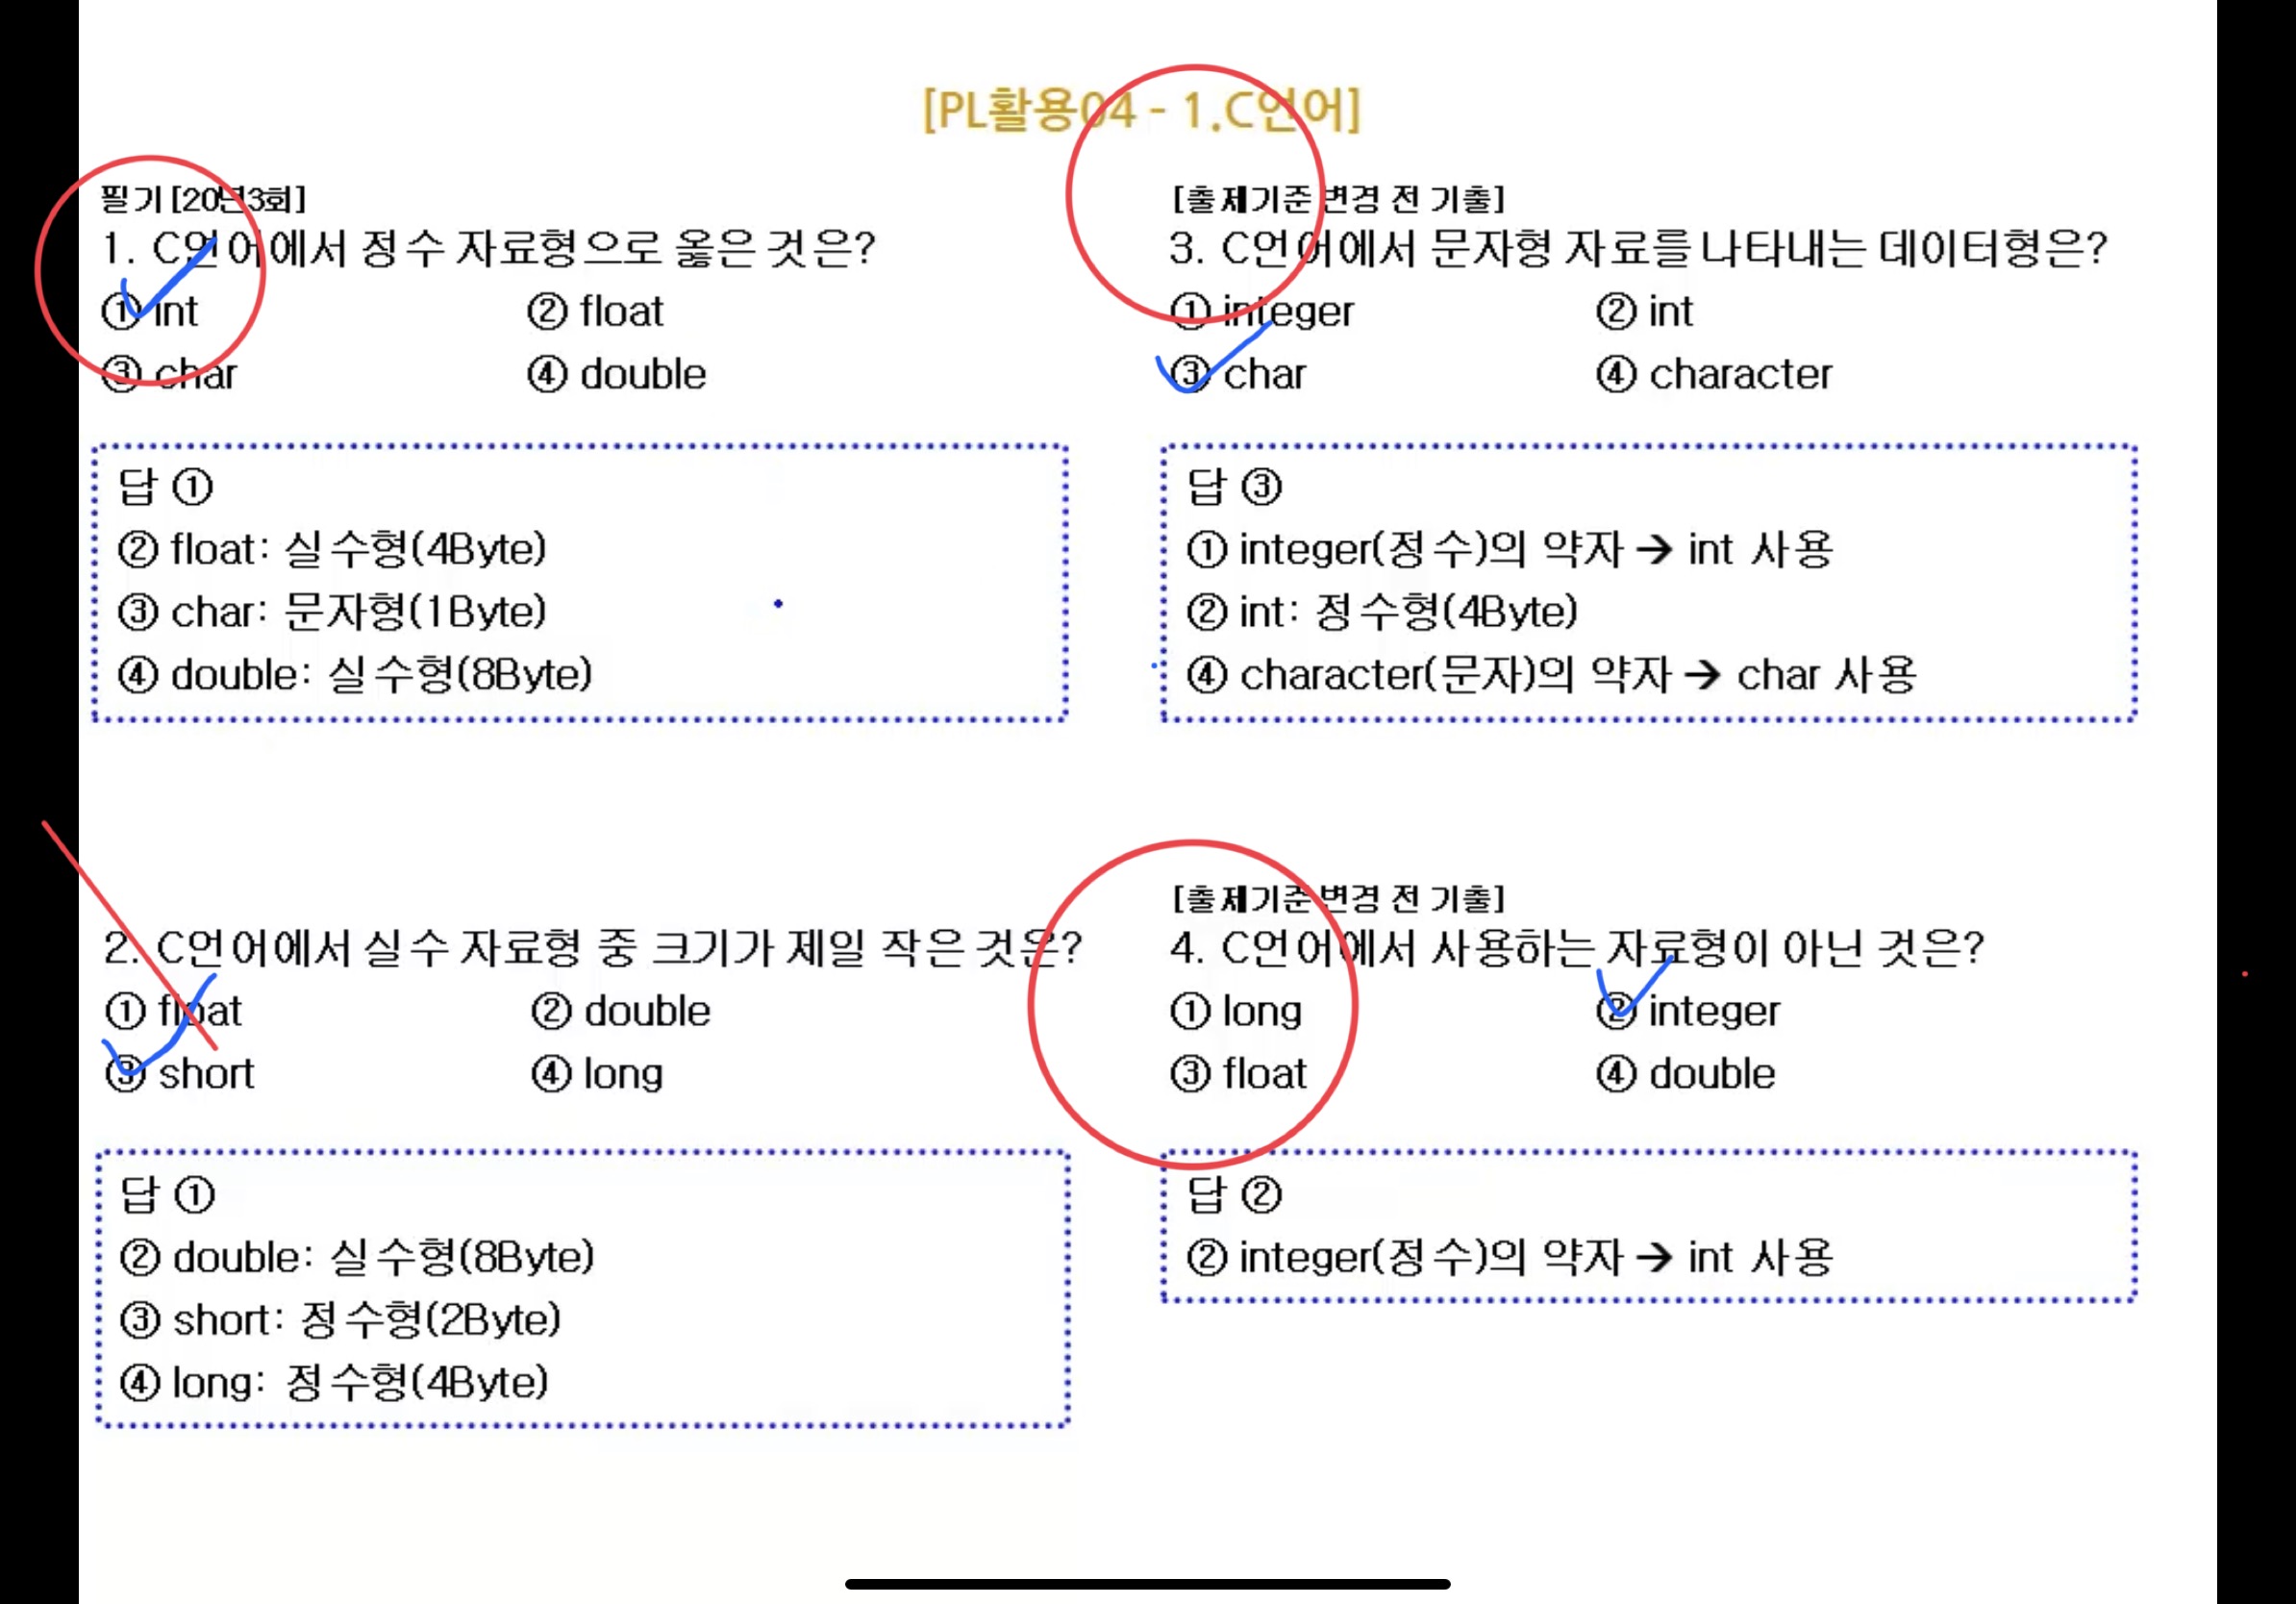 [PL활용04 - 1.C언어]
필기[20년3회]
1. C언어에서 정수 자료형으로 옳은 것은?
① int ② float
③ char ④ double
답 ①
② float: 실수형(4Byte)
③ char: 문자형(1Byte)
④ double: 실수형(8Byte)
2. C언어에서 실수 자료형 중 크기가 제일 작은 것은?
① float ② double
③ short ④ long
답 ①
② double: 실수형(8Byte)
③ short: 정수형(2Byte)
④ long: 정수형(4Byte)
[출제기준 변경 전 기출]
3. C언어에서 문자형 자료를 나타내는 데이터형은?
① integer ② int
③ char ④ character
답 ③
① integer(정수)의 약자 → int 사용
② int: 정수형(4Byte)
④ character(문자)의 약자 → char 사용
[출제기준 변경 전 기출]
4. C언어에서 사용하는 자료형이 아닌 것은?
① long ② integer
③ float ④ double
답 ②
② integer(정수)의 약자 → int 사용